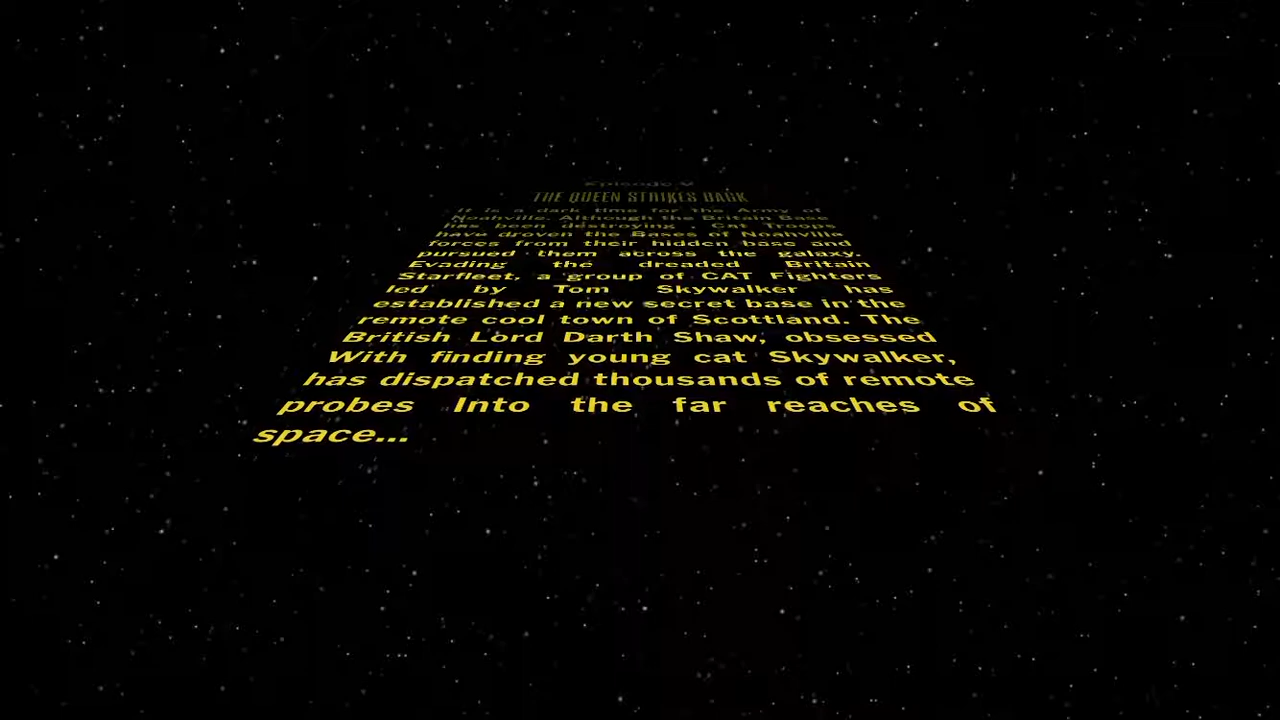 Episode V
THE QUEEN STRIKES BACK
It is a dark time for the Army of
Noahville. Although the Britain Base
has been destroying , Cat Troops
have droven the Bases of Noahville
forces from their hidden base and
pursued them across the galaxy.
Evading the dreaded Britain
Starfleet, a group of CAT Fighters
led by Tom Skywalker has
established a new secret base in the
remote cool town of Scottland. The
British Lord Darth Shaw, obsessed
With finding young cat Skywalker,
has dispatched thousands of remote
probes Into the far reaches of
space...